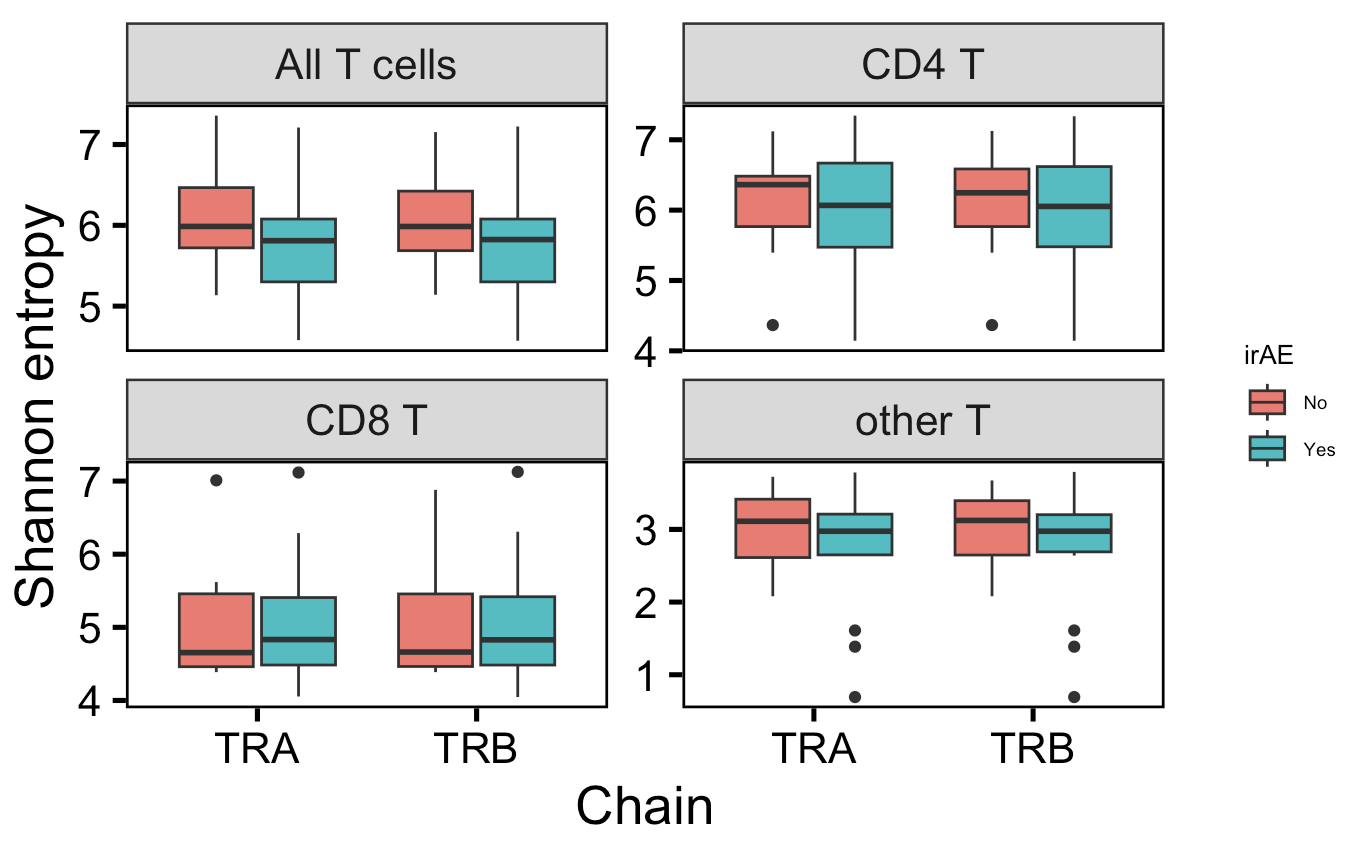 All T cells
CD4 T
7
6
5
7
6
5
4
Shannon entropy
CD8 T
other T
7
6
5
4
3
2
1
TRA
TRB
TRA
TRB
Chain
irAE
No
Yes